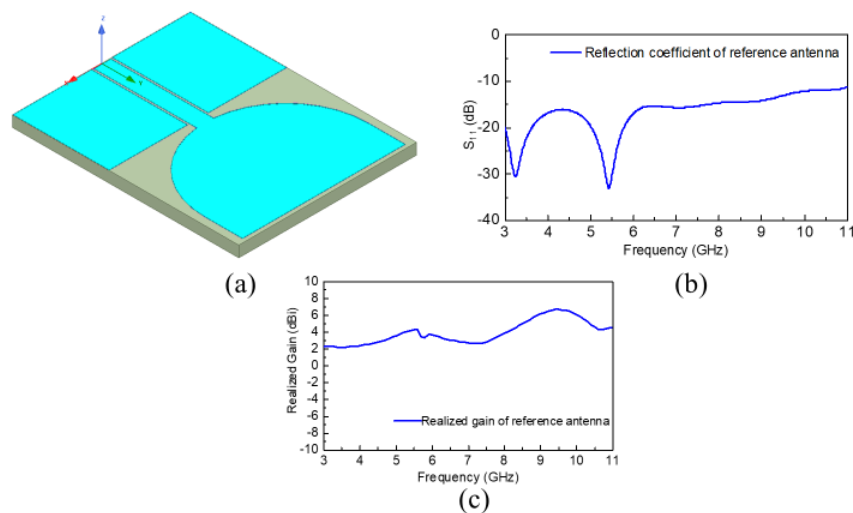 Z
Y
(a)
0
-10
-20
-30
-40
S11 (dB)
Reflection coefficient of reference antenna
3 4 5 6 7 8 9 10 11
Frequency (GHz)
(b)
10
8
6
4
2
0
-2
-4
-6
-8
-10
Realized Gain (dBi)
Realized gain of reference antenna
3 4 5 6 7 8 9 10 11
Frequency (GHz)
(c)